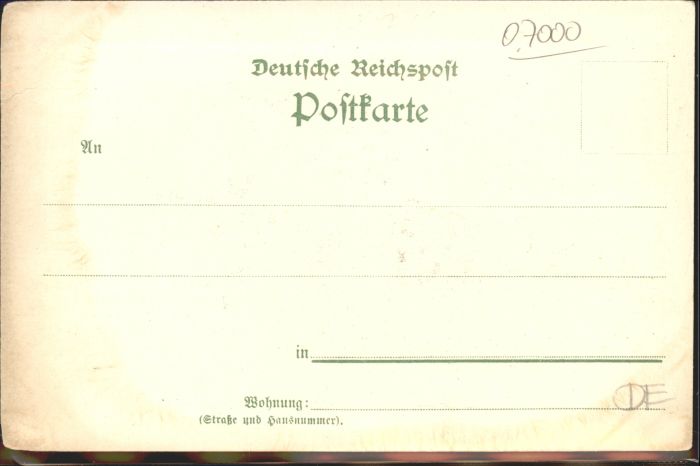 0.7000
Deutsche Reichspost
Postkarte
An
in
Wohnung:
DE
(Straße und Hausnummer).